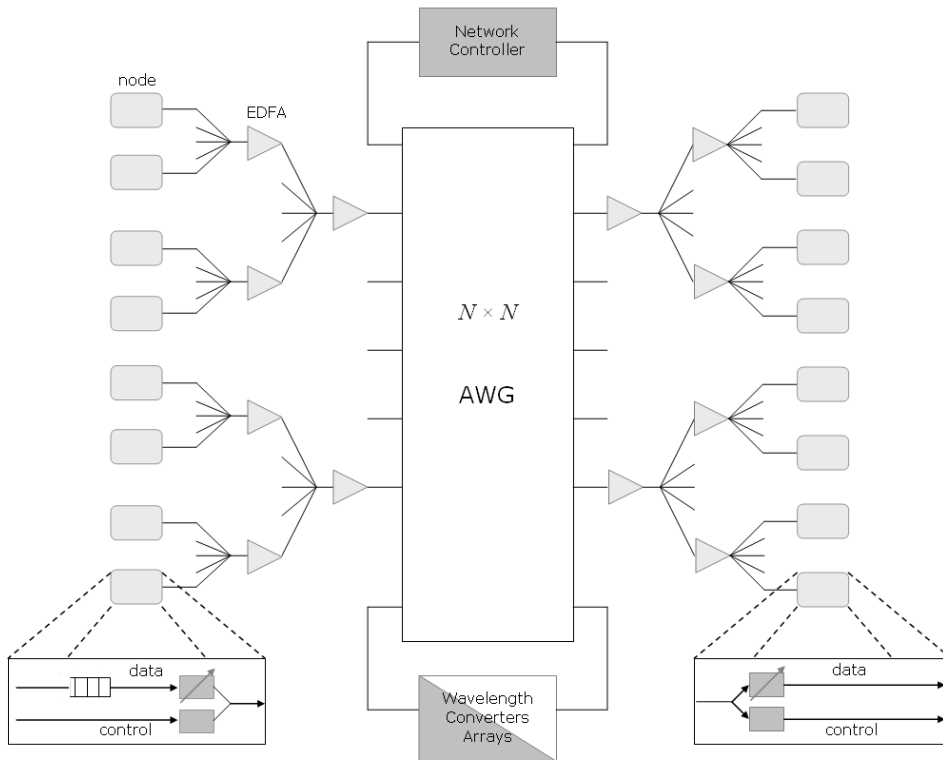 Network
Controller
node
EDFA
N × N
AWG
data
control
Wavelength
Converters
Arrays
data
control